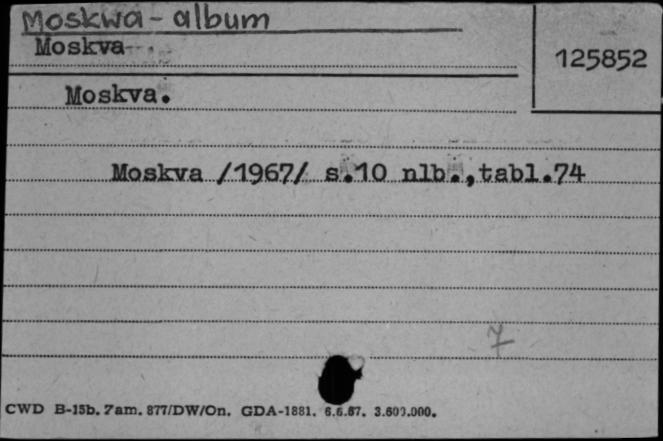 Moskwa - album
Moskva
125852
Moskva.
Moskva /1967/ s.10 nlb.,tabl.74
7
CWD B-15b. Zam. 877/DW/On. GDA-1881. 6.6.67. 3.600.000.